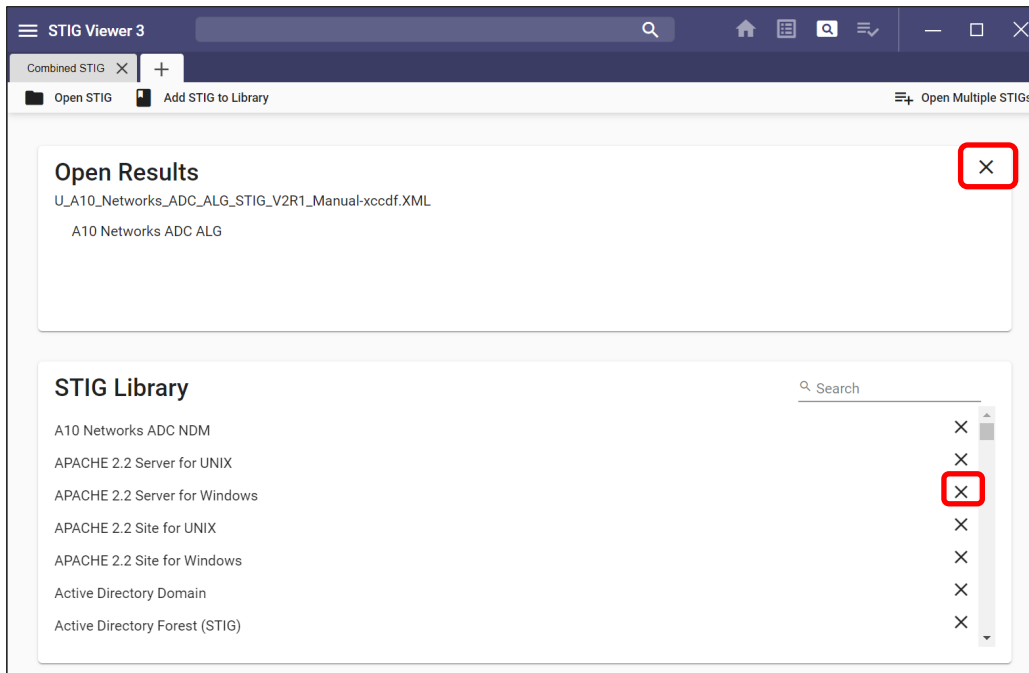 STIG Viewer 3
Combined STIG
Open STIG Add STIG to Library Open Multiple STIGs
Open Results
U_A10_Networks_ADC_ALG_STIG_V2R1_Manual-xccdf.XML
A10 Networks ADC ALG
STIG Library Search
A10 Networks ADC NDM
APACHE 2.2 Server for UNIX
APACHE 2.2 Server for Windows
APACHE 2.2 Site for UNIX
APACHE 2.2 Site for Windows
Active Directory Domain
Active Directory Forest (STIG)